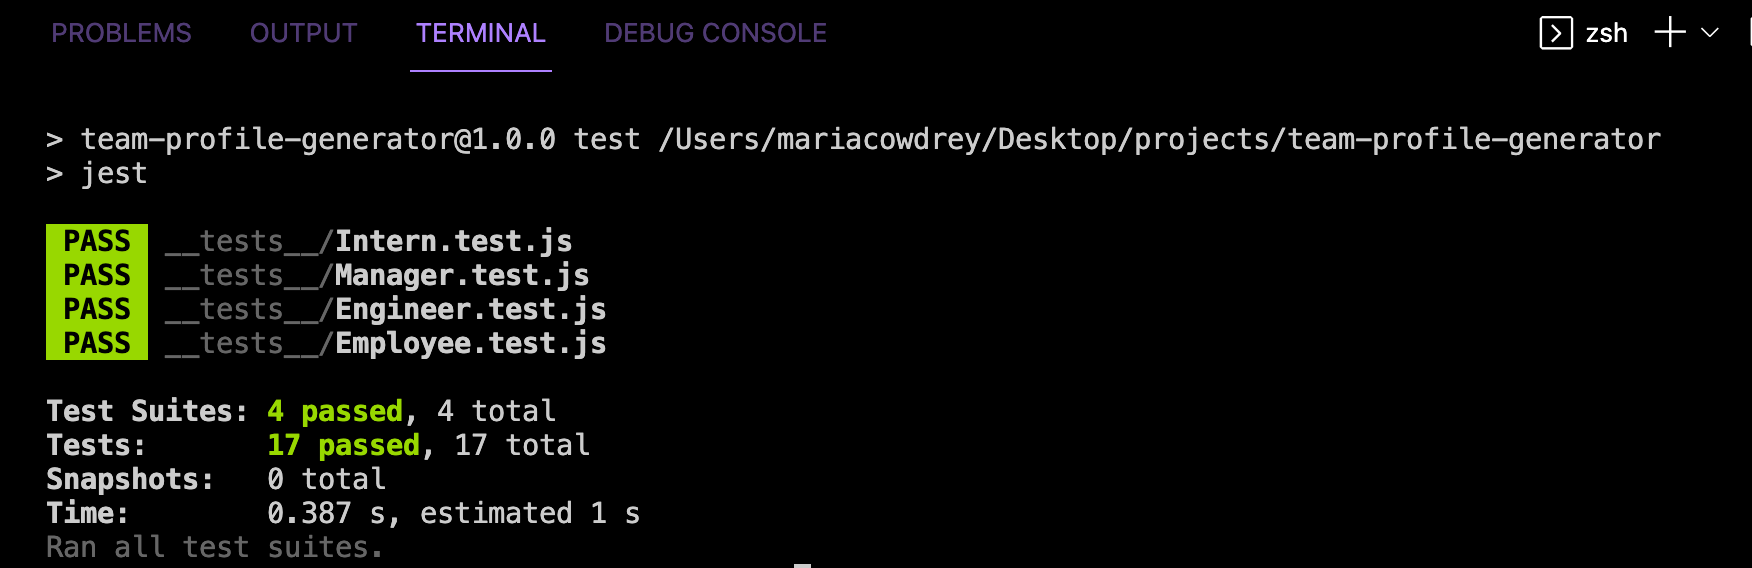 PROBLEMS OUTPUT TERMINAL DEBUG CONSOLE zsh
> team-profile-generator@1.0.0 test /Users/mariacowdrey/Desktop/projects/team-profile-generator
> jest
PASS __tests__/Intern.test.js
PASS __tests__/Manager.test.js
PASS __tests__/Engineer.test.js
PASS __tests__/Employee.test.js
Test Suites: 4 passed, 4 total
Tests: 17 passed, 17 total
Snapshots: 0 total
Time: 0.387 s, estimated 1 s
Ran all test suites.